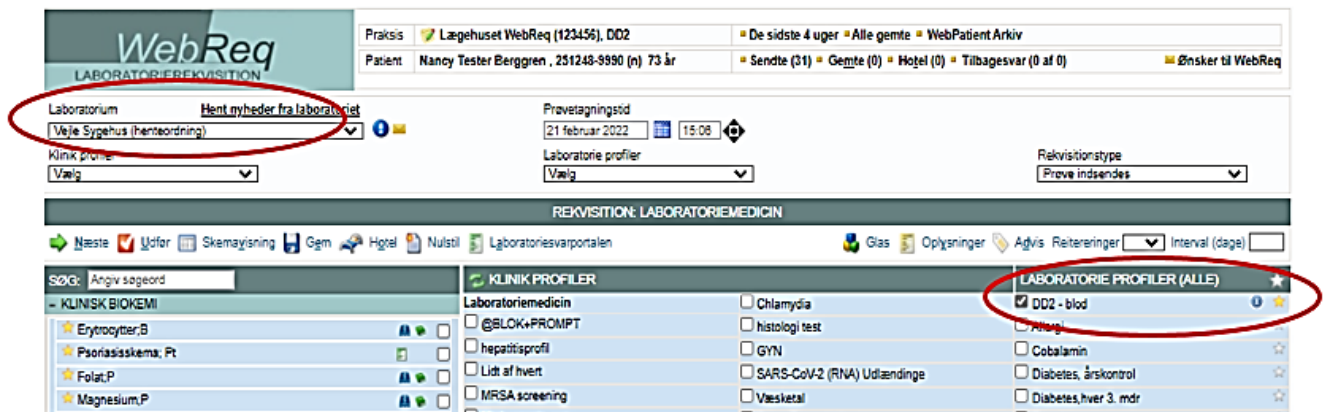 WebReq
LABORATORIEREKVISITION
Praksis Lægehuset WebReq (123456), DD2 De sidste 4 uger Alle gemte WebPatient Arkiv
Patient Nancy Tester Berggren , 251248-9990 (n) 73 år Sendte (31) Gemte (0) Hotel (0) Tilbagesvar (0 af 0) Ønsker til WebReq
Laboratorium Hent nyheder fra laboratoriet Prøvetagningstid
Vejle Sygehus (henteordning) 21 februar 2022 15:06
Klinik profiler Laboratorie profiler Rekvisitionstype
Vælg Vælg Prøve indsendes
REKVISITION: LABORATORIEMEDICIN
Næste Udfør Skemavisning Gem Hotel Nulstil Laboratoriesvarportalen Glas Oplysninger Advis Reitereringer Interval (dage)
SØG: Angiv søgeord KLINIK PROFILER LABORATORIE PROFILER (ALLE)
- KLINISK BIOKEMI Laboratoriemedicin Chlamydia DD2 - blod
Erytrocytter;B @BLOK+PROMPT histologi test Allergi
Psoriasisskema; Pt hepatitisprofil GYN Cobalamin
Folat;P Lidt af hvert SARS-CoV-2 (RNA) Udlændinge Diabetes, årskontrol
Magnesium;P MRSA screening Væsketal Diabetes,hver 3. mdr